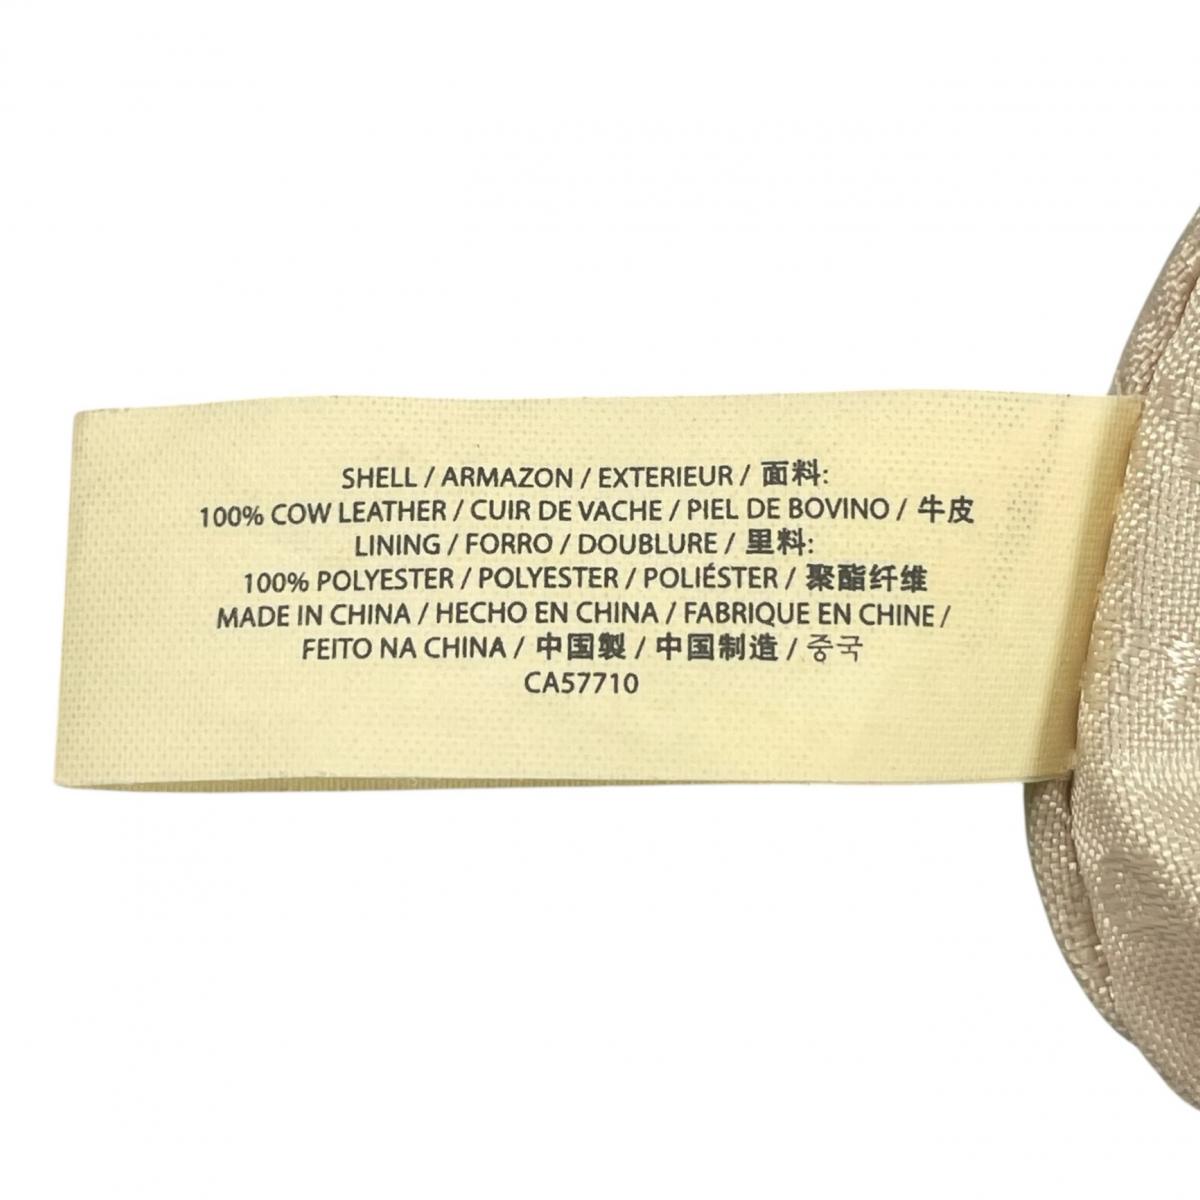 SHELL / ARMAZON / EXTERIEUR / 面料:
100% COW LEATHER / CUIR DE VACHE / PIEL DE BOVINO / 牛皮
LINING / FORRO / DOUBLURE / 里料:
100% POLYESTER / POLYESTER / POLIÉSTER / 聚酯纤维
MADE IN CHINA / HECHO EN CHINA / FABRIQUE EN CHINE /
FEITO NA CHINA / 中国製 / 中国制造 / 중국
CA57710